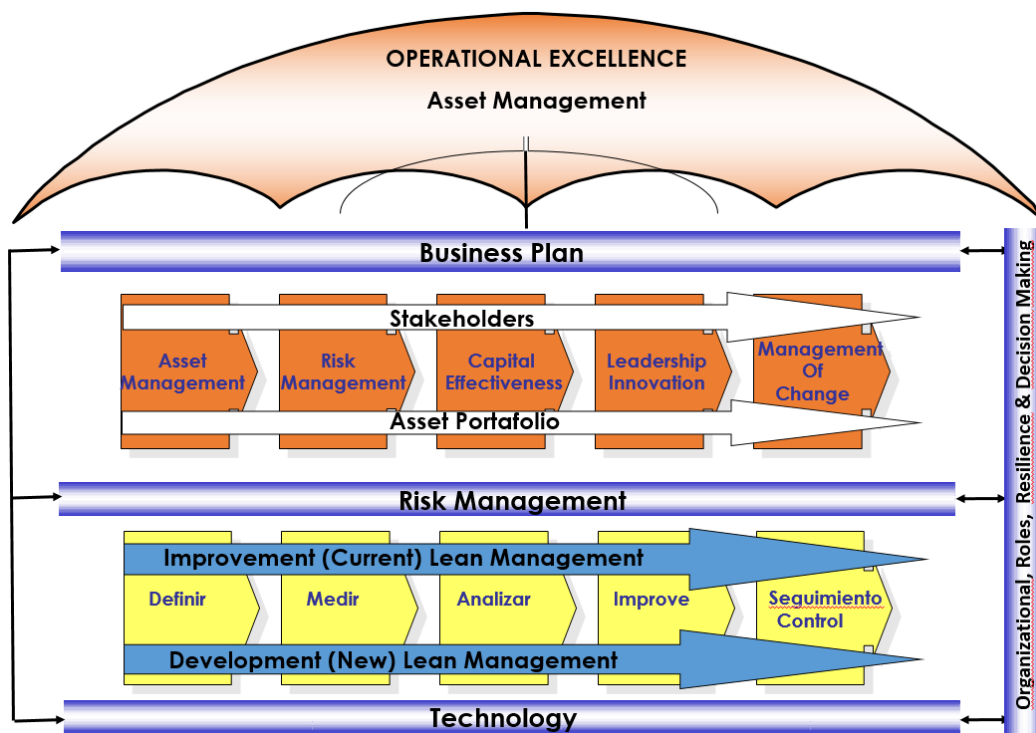 OPERATIONAL EXCELLENCE
Asset Management
Business Plan
Stakeholders
Asset
Management
Risk
Management
Capital
Effectiveness
Leadership
Innovation
Management
Of
Change
Asset Portafolio
Risk Management
Improvement (Current) Lean Management
Definir
Medir
Analizar
Improve
Seguimiento
Control
Development (New) Lean Management
Technology
Organizational, Roles, Resilience & Decision Making